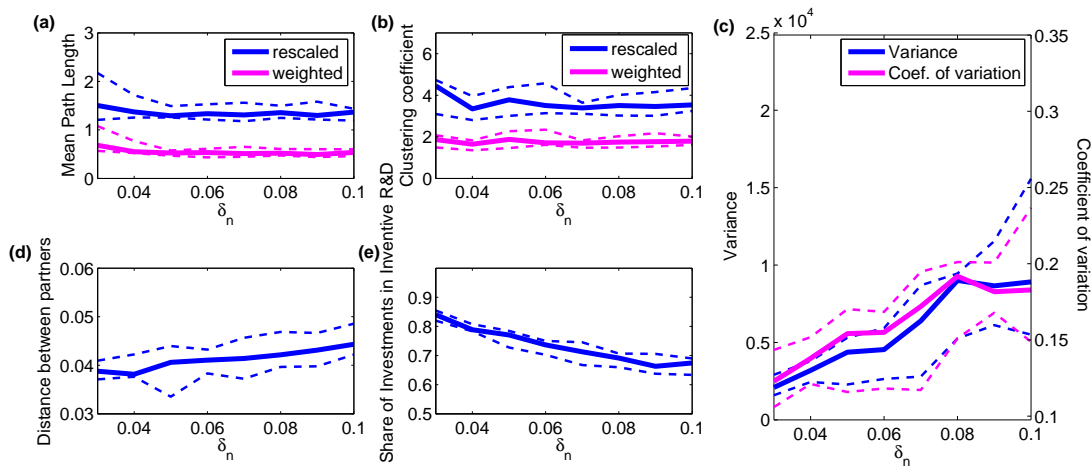 (a)
3
2
1
0
Mean Path Length
rescaled
weighted
0.04 0.06 0.08 0.1
δn
(b)
6
4
2
0
Clustering coefficient
rescaled
weighted
0.04 0.06 0.08 0.1
δn
(c)
x 10^4
2.5
2
1.5
1
0.5
0
Variance
Variance
Coef. of variation
0.35
0.3
0.25
0.2
0.15
0.1
Coefficient of variation
0.04 0.06 0.08 0.1
δn
(d)
0.06
0.05
0.04
0.03
Distance between partners
0.04 0.06 0.08 0.1
δn
(e)
0.9
0.8
0.7
0.6
0.5
Share of Investments in Inventive R&D
0.04 0.06 0.08 0.1
δn